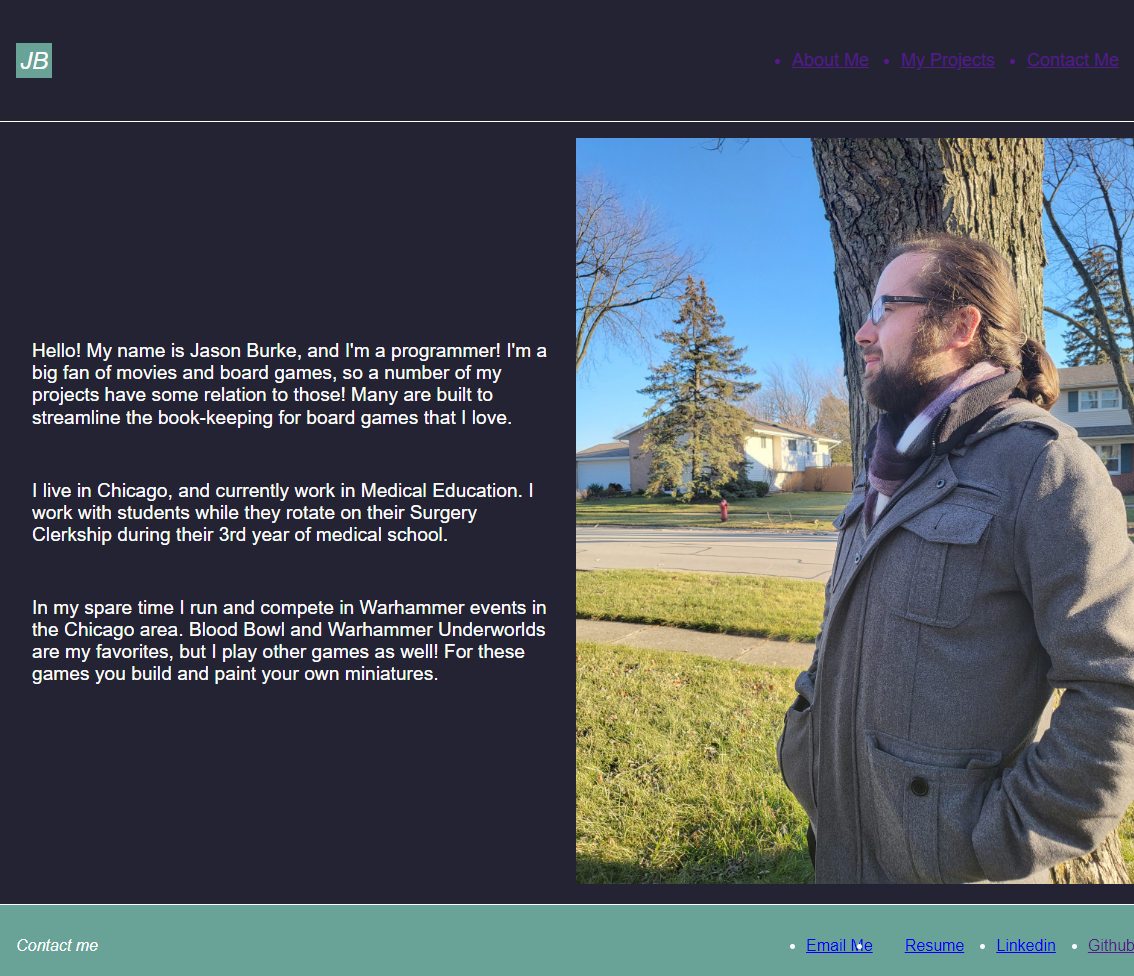 JB
About Me My Projects Contact Me
Hello! My name is Jason Burke, and I'm a programmer! I'm a
big fan of movies and board games, so a number of my
projects have some relation to those! Many are built to
streamline the book-keeping for board games that I love.
I live in Chicago, and currently work in Medical Education. I
work with students while they rotate on their Surgery
Clerkship during their 3rd year of medical school.
In my spare time I run and compete in Warhammer events in
the Chicago area. Blood Bowl and Warhammer Underworlds
are my favorites, but I play other games as well! For these
games you build and paint your own miniatures.
Contact me Email Me Resume Linkedin Github